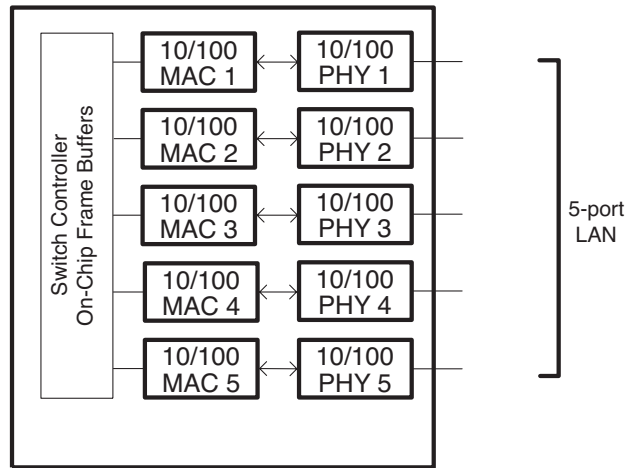 Switch Controller
On-Chip Frame Buffers
10/100
MAC 1
10/100
PHY 1
10/100
MAC 2
10/100
PHY 2
10/100
MAC 3
10/100
PHY 3
10/100
MAC 4
10/100
PHY 4
10/100
MAC 5
10/100
PHY 5
5-port
LAN